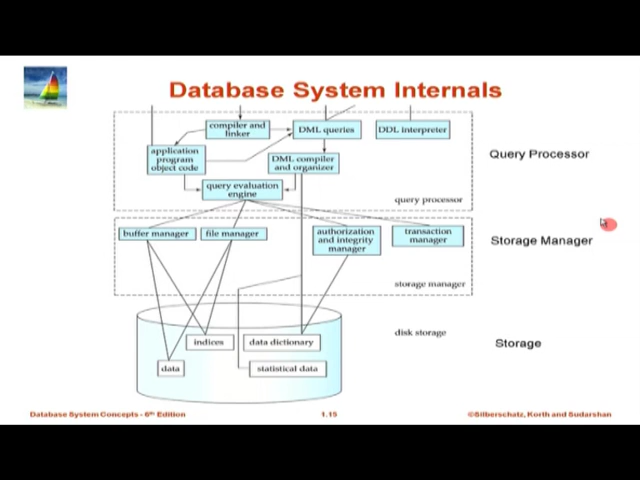 Database System Internals
compiler and
linker
DML queries
DDL interpreter
application
program
object code
DML compiler
and organizer
Query Processor
query evaluation
engine
query processor
buffer manager
file manager
authorization
and integrity
manager
transaction
manager
Storage Manager
storage manager
disk storage
indices
data dictionary
Storage
data
statistical data
Database System Concepts - 6th Edition
1.15
©Silberschatz, Korth and Sudarshan